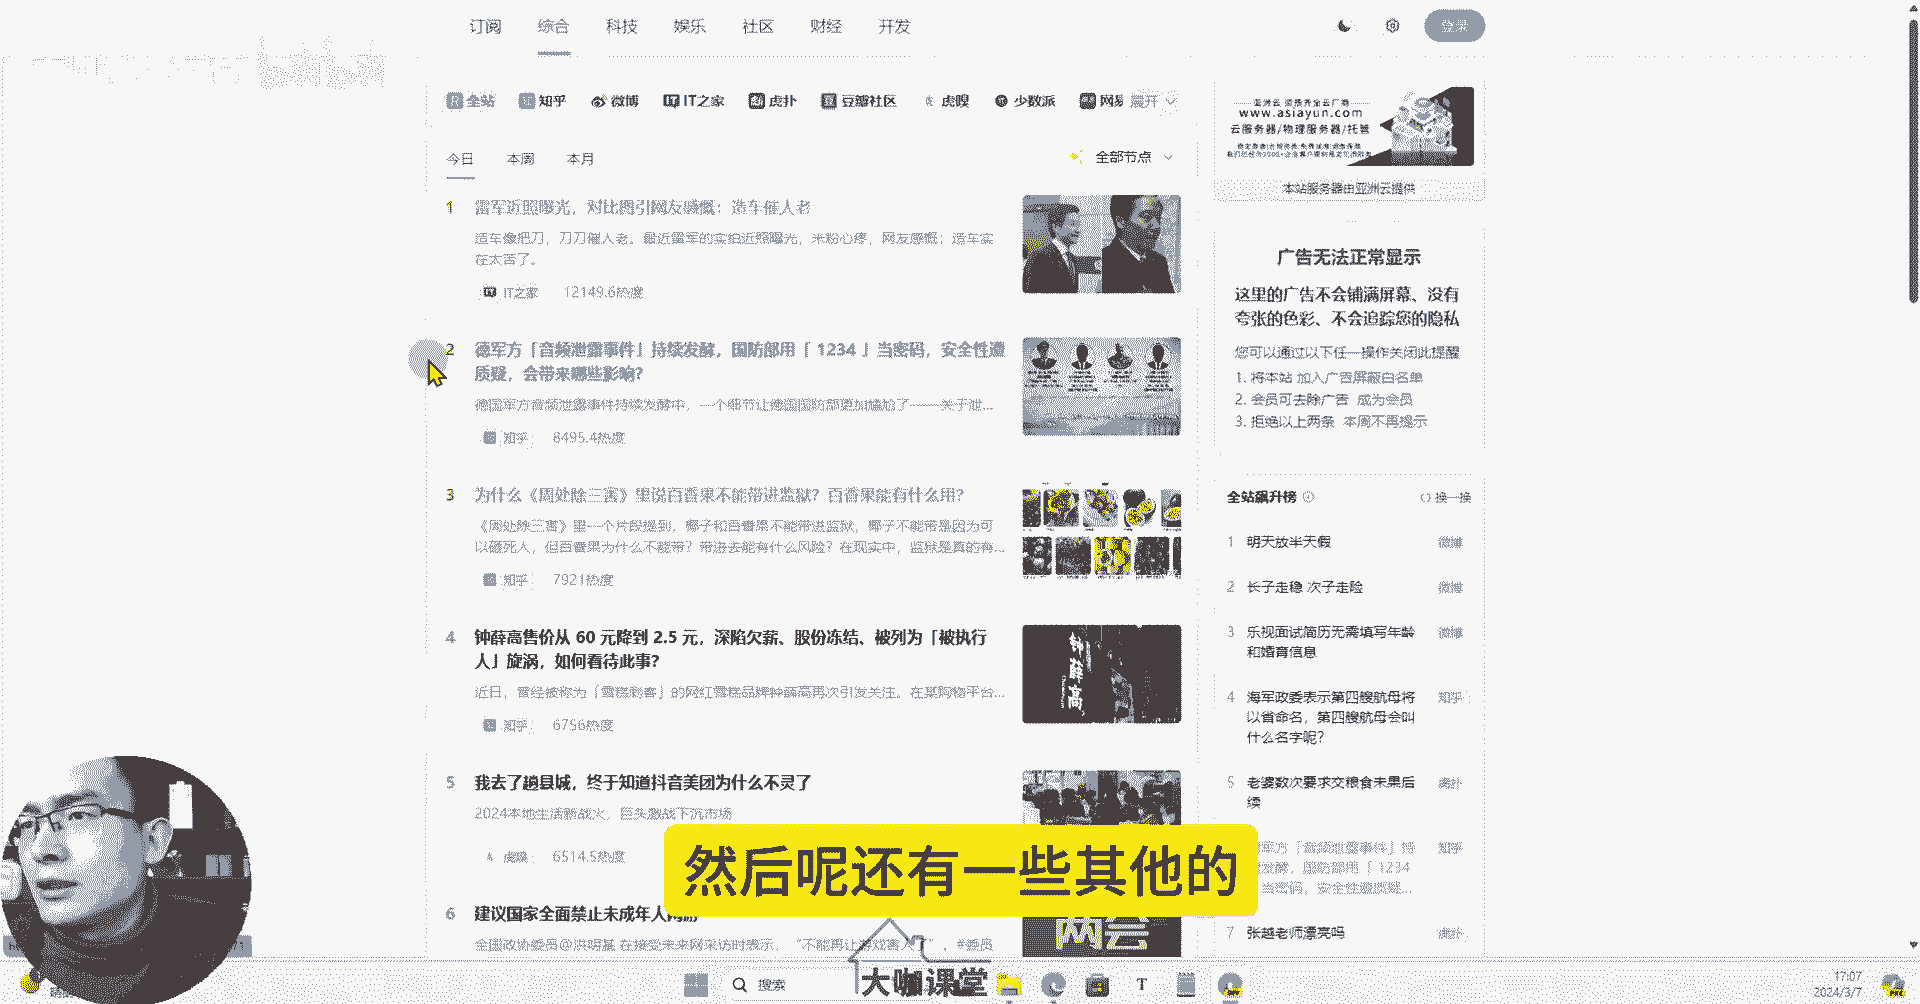 订阅 综合 科技 娱乐 社区 财经 开发
登录
全站 知乎 微博 IT之家 虎扑 豆瓣社区 虎嗅 少数派 网易 展开
今日 本周 本月
全部节点
1 雷军近照曝光，对比图引网友感慨：造车催人老
造车像把刀，刀刀催人老。最近雷军的实拍近照曝光，米粉心疼，网友感慨：造车实
在太苦了。
IT之家 12149.6热度
2 德军方「音频泄露事件」持续发酵，国防部用「 1234 」当密码，安全性遭
质疑，会带来哪些影响？
德国军方音频泄露事件持续发酵中，一个细节让德国国防部更加尴尬了——关于泄...
知乎 8495.4热度
3 为什么《周处除三害》里说百香果不能带进监狱？百香果能有什么用？
《周处除三害》里一个片段提到，椰子和百香果不能带进监狱，椰子不能带是因为可
以砸死人，但百香果为什么不能带？带进去能有什么风险？在现实中，监狱是真的有...
知乎 7921热度
4 钟薛高售价从 60 元降到 2.5 元，深陷欠薪、股份冻结、被列为「被执行
人」旋涡，如何看待此事？
近日，曾经被称为「雪糕刺客」的网红雪糕品牌钟薛高再次引发关注。在某购物平台...
知乎 6756热度
钟薛高
5 我去了趟县城，终于知道抖音美团为什么不灵了
2024本地生活新战火，巨头激战下沉市场
虎嗅 6514.5热度
6 建议国家全面禁止未成年人网游
全国政协委员@洪明基 在接受未来网采访时表示，“不能再让游戏害人了”，#委员
两会
www.asiayun.com
云服务器/物理服务器/托管
本站服务器由亚洲云提供
广告无法正常显示
这里的广告不会铺满屏幕、没有
夸张的色彩、不会追踪您的隐私
您可以通过以下任一操作关闭此提醒
1. 将本站 加入广告屏蔽白名单
2. 会员可去除广告 成为会员
3. 拒绝以上两条 本周不再提示
全站飙升榜 换一换
1 明天放半天假 微博
2 长子走稳 次子走险 微博
3 乐视面试简历无需填写年龄 微博
和婚育信息
4 海军政委表示第四艘航母将 知乎
以省命名，第四艘航母会叫
什么名字呢？
5 老婆数次要求交粮食未果后 虎扑
续
军方「音频泄露事件」持 知乎
发酵，国防部用「 1234
当密码，安全性遭质疑...
7 张越老师漂亮吗 虎扑
然后呢还有一些其他的
大咖课堂
搜索
17:07
2024/3/7